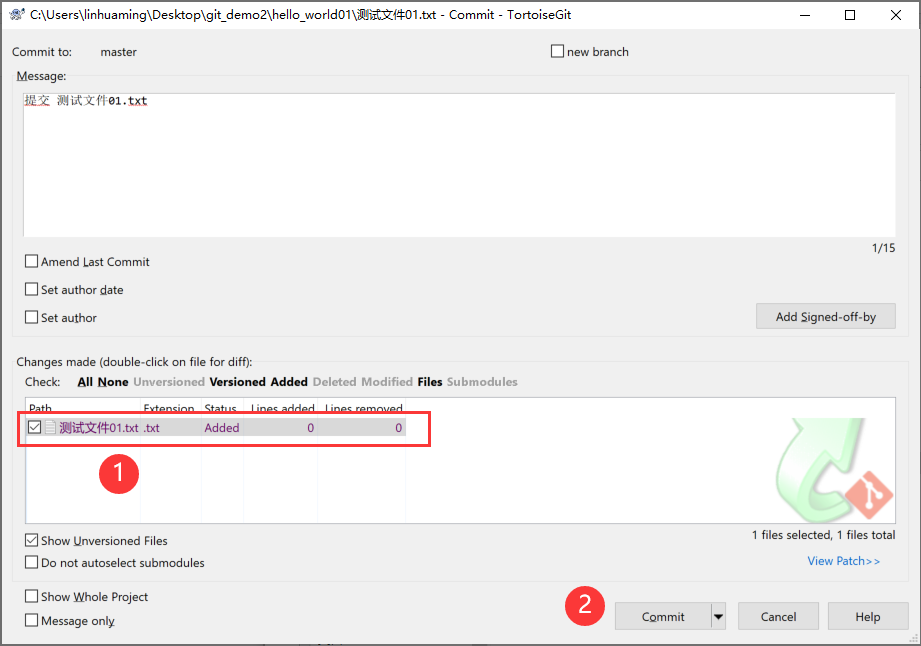 C:\Users\linhuaming\Desktop\git_demo2\hello_world01\测试文件01.txt - Commit - TortoiseGit
Commit to: master new branch
Message:
提交 测试文件01.txt
1/15
Amend Last Commit
Set author date
Set author
Add Signed-off-by
Changes made (double-click on file for diff):
Check: All None Unversioned Versioned Added Deleted Modified Files Submodules
Path Extension Status Lines added Lines removed
测试文件01.txt .txt Added 0 0
1
Show Unversioned Files
1 files selected, 1 files total
Do not autoselect submodules
View Patch>>
Show Whole Project
Message only
2
Commit Cancel Help